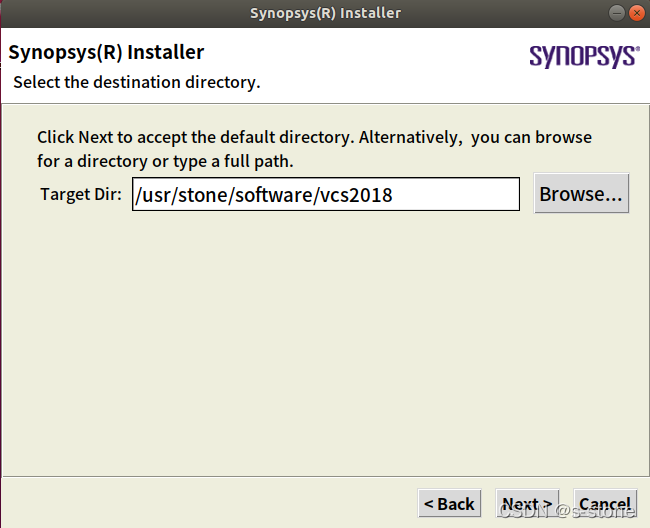 Synopsys(R) Installer
Synopsys(R) Installer
SYNOPSYS®
Select the destination directory.
Click Next to accept the default directory. Alternatively, you can browse
for a directory or type a full path.
Target Dir: /usr/stone/software/vcs2018 Browse...
< Back Next > Cancel
CSDN @s-stone